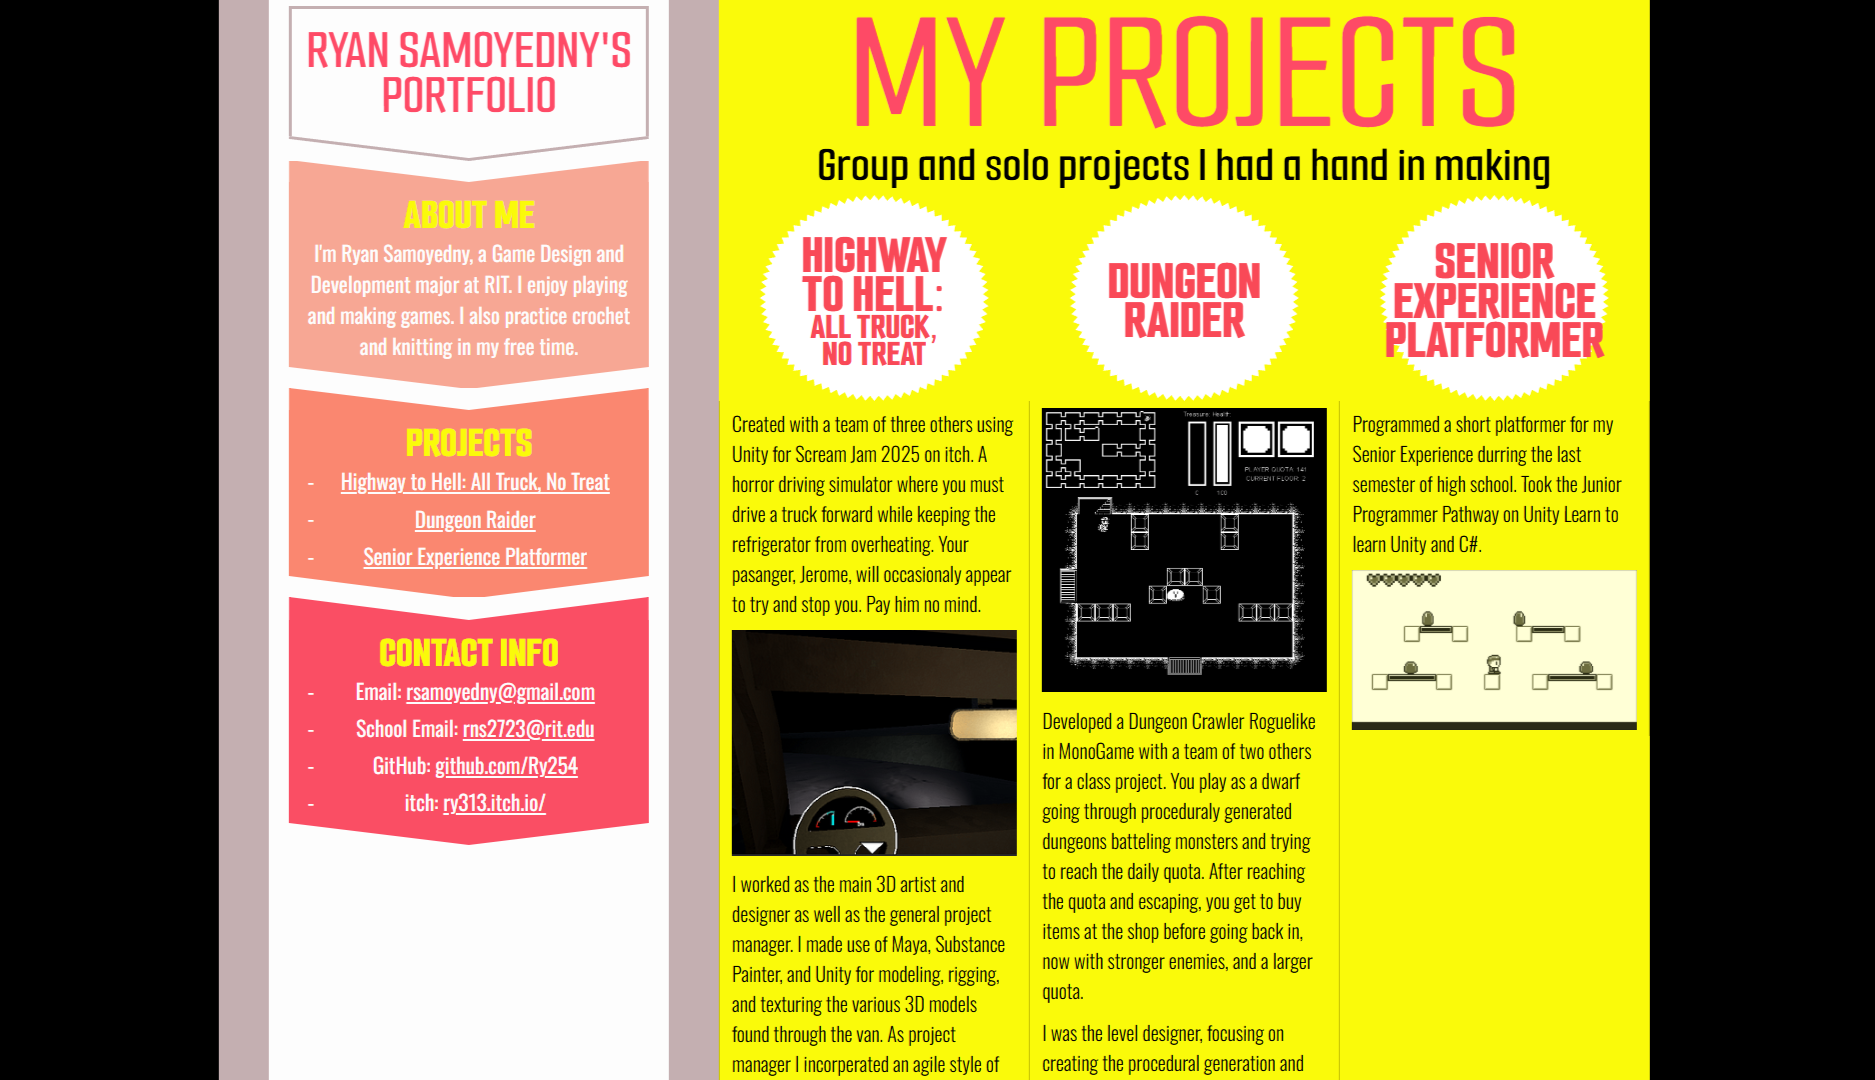 RYAN SAMOYEDNY'S
PORTFOLIO
ABOUT ME
I'm Ryan Samoyedny, a Game Design and
Development major at RIT. I enjoy playing
and making games. I also practice crochet
and knitting in my free time.
PROJECTS
- Highway to Hell: All Truck, No Treat
- Dungeon Raider
- Senior Experience Platformer
CONTACT INFO
- Email: rsamoyedny@gmail.com
- School Email: rns2723@rit.edu
- GitHub: github.com/Ry254
- itch: ry313.itch.io/
MY PROJECTS
Group and solo projects I had a hand in making
HIGHWAY
TO HELL:
ALL TRUCK,
NO TREAT
Created with a team of three others using
Unity for Scream Jam 2025 on itch. A
horror driving simulator where you must
drive a truck forward while keeping the
refrigerator from overheating. Your
pasanger, Jerome, will occasionaly appear
to try and stop you. Pay him no mind.
I worked as the main 3D artist and
designer as well as the general project
manager. I made use of Maya, Substance
Painter, and Unity for modeling, rigging,
and texturing the various 3D models
found through the van. As project
manager I incorperated an agile style of
DUNGEON
RAIDER
Treasure: Health:
PLAYER QUOTA: 141
CURRENT FLOOR: 2
0 100
Developed a Dungeon Crawler Roguelike
in MonoGame with a team of two others
for a class project. You play as a dwarf
going through proceduraly generated
dungeons batteling monsters and trying
to reach the daily quota. After reaching
the quota and escaping, you get to buy
items at the shop before going back in,
now with stronger enemies, and a larger
quota.
I was the level designer, focusing on
creating the procedural generation and
SENIOR
EXPERIENCE
PLATFORMER
Programmed a short platformer for my
Senior Experience durring the last
semester of high school. Took the Junior
Programmer Pathway on Unity Learn to
learn Unity and C#.